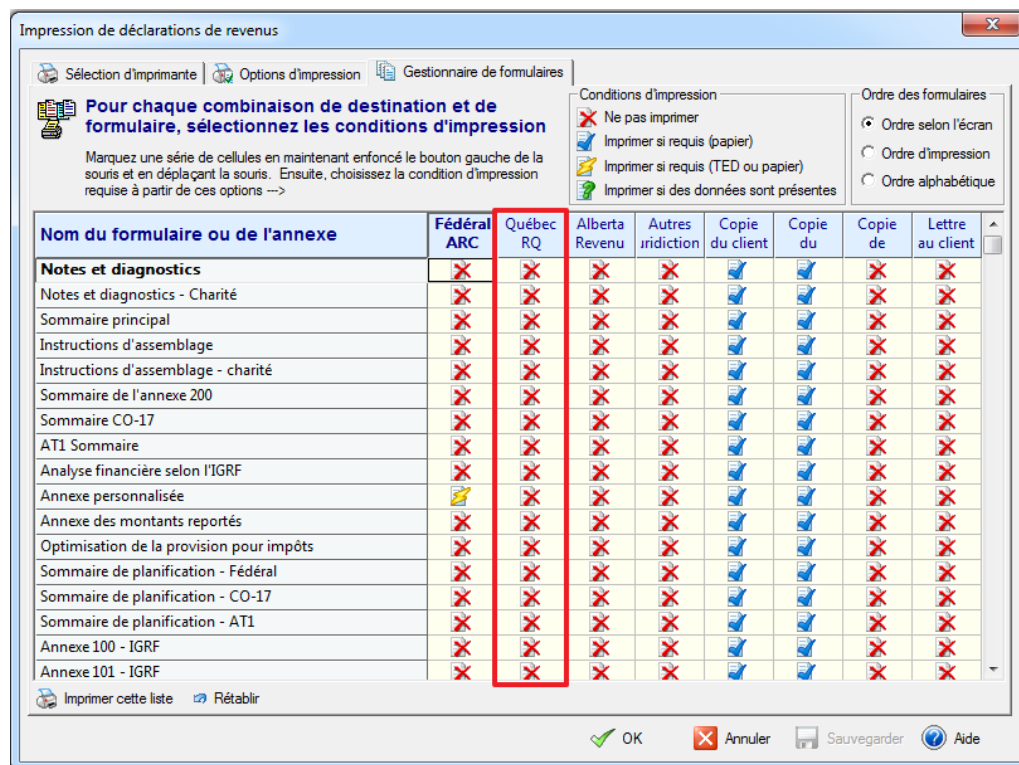 Impression de déclarations de revenus
Sélection d'imprimante
Options d'impression
Gestionnaire de formulaires
Pour chaque combinaison de destination et de
formulaire, sélectionnez les conditions d'impression
Marquez une série de cellules en maintenant enfoncé le bouton gauche de la
souris et en déplaçant la souris. Ensuite, choisissez la condition d'impression
requise à partir de ces options --->
Conditions d'impression
Ne pas imprimer
Imprimer si requis (papier)
Imprimer si requis (TED ou papier)
Imprimer si des données sont présentes
Ordre des formulaires
Ordre selon l'écran
Ordre d'impression
Ordre alphabétique
Nom du formulaire ou de l'annexe
Fédéral
ARC
Québec
RQ
Alberta
Revenu
Autres
uridiction
Copie
du client
Copie
du
Copie
de
Lettre
au client
Notes et diagnostics
Notes et diagnostics - Charité
Sommaire principal
Instructions d'assemblage
Instructions d'assemblage - charité
Sommaire de l'annexe 200
Sommaire CO-17
AT1 Sommaire
Analyse financière selon l'IGRF
Annexe personnalisée
Annexe des montants reportés
Optimisation de la provision pour impôts
Sommaire de planification - Fédéral
Sommaire de planification - CO-17
Sommaire de planification - AT1
Annexe 100 - IGRF
Annexe 101 - IGRF
Imprimer cette liste
Rétablir
OK
Annuler
Sauvegarder
Aide